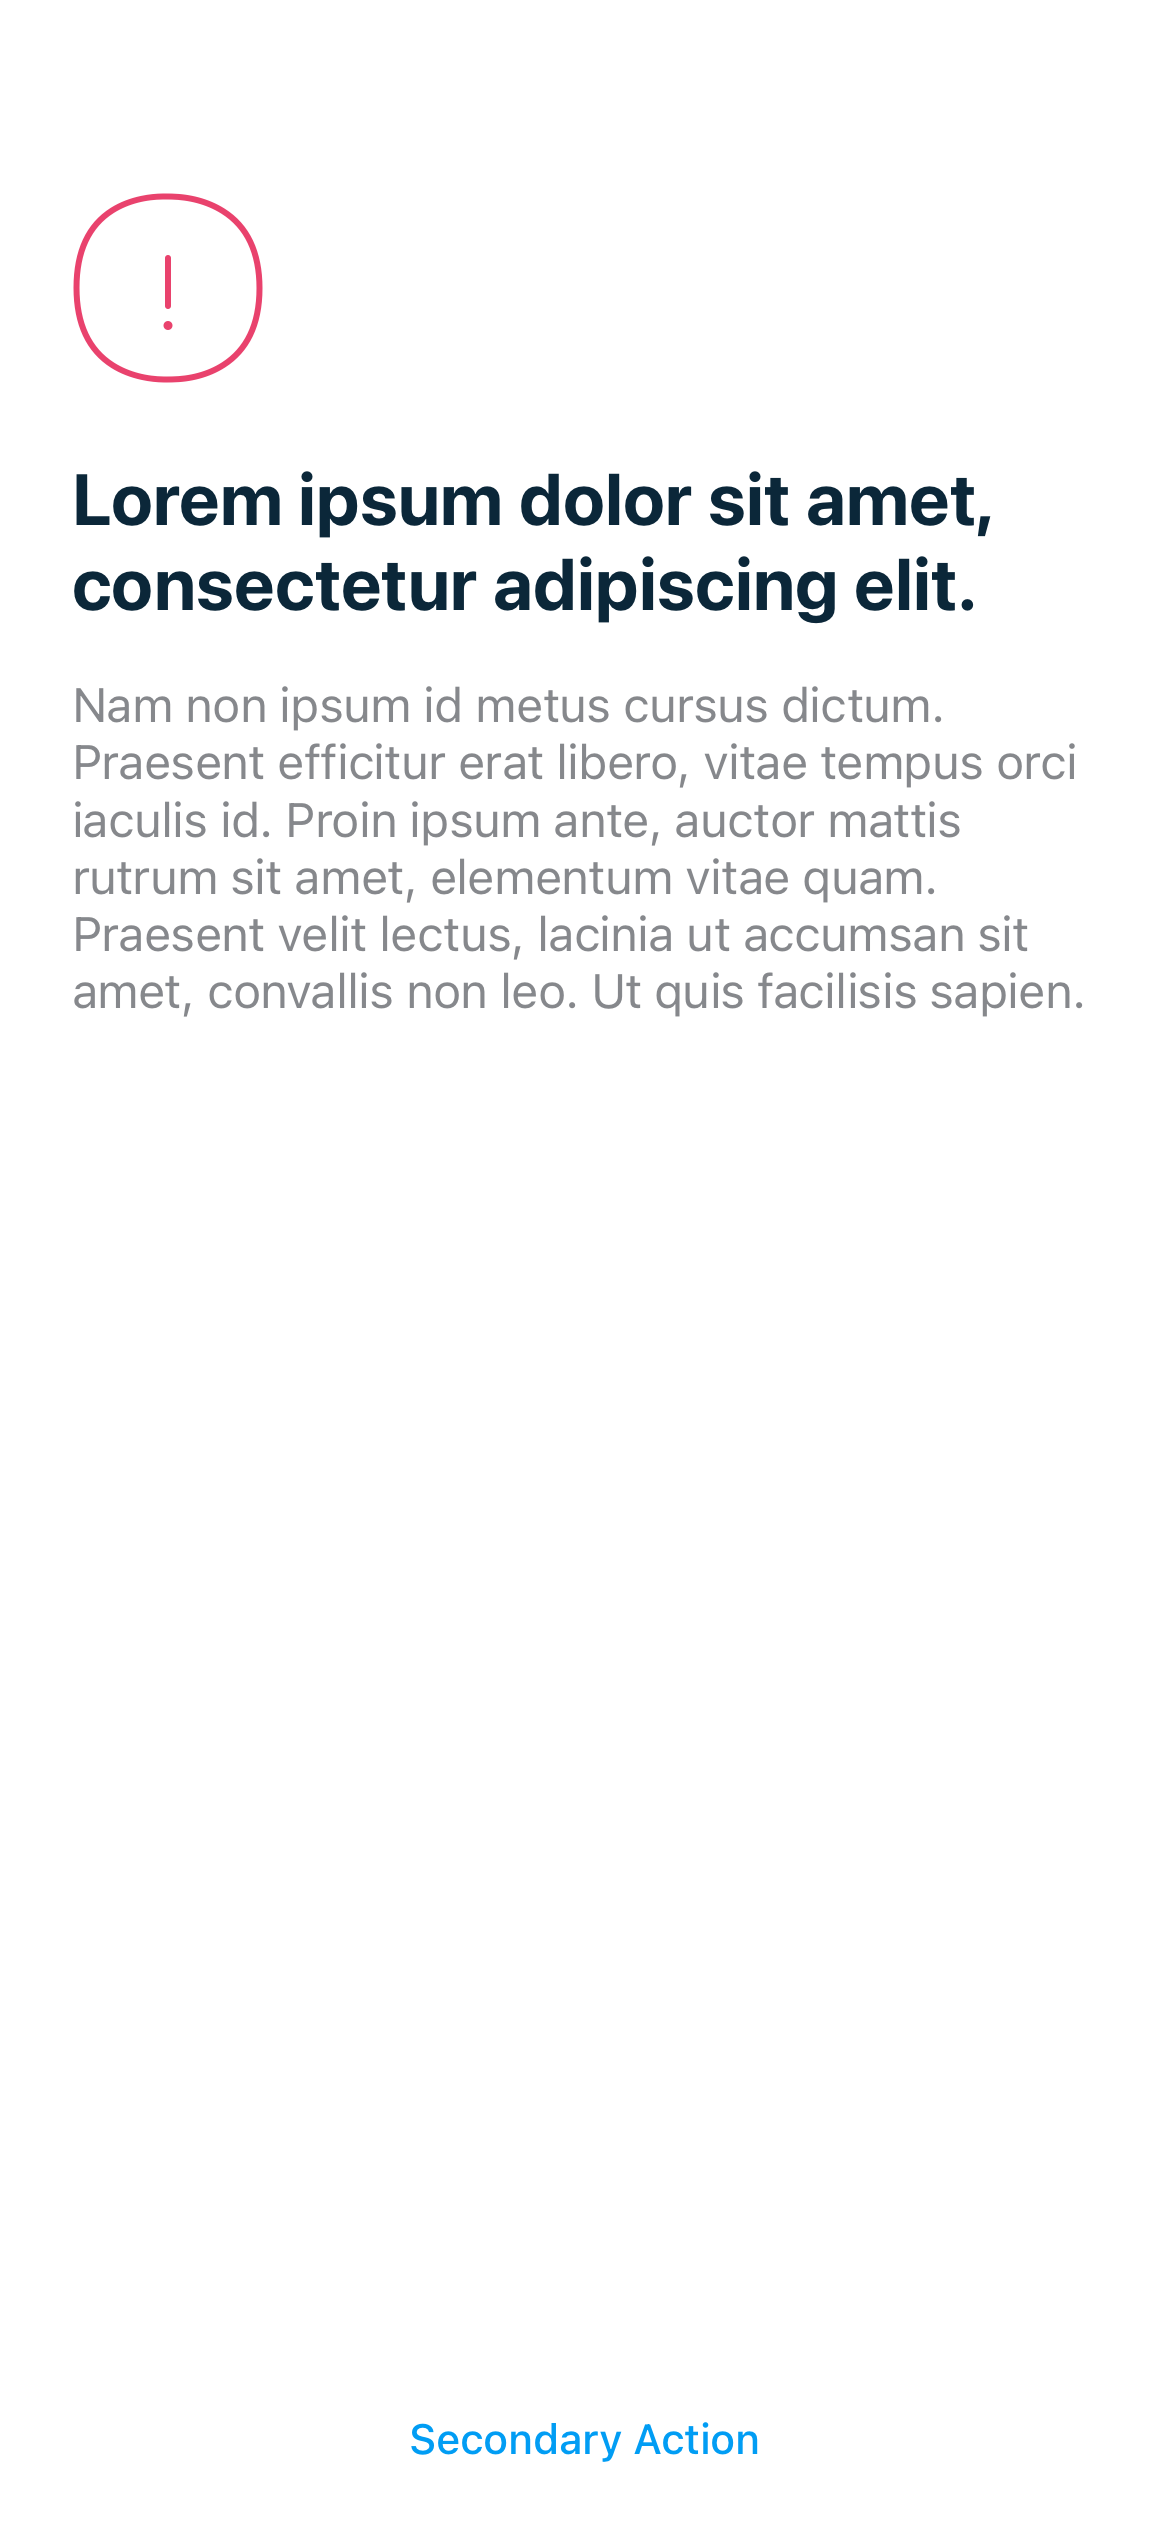 Lorem ipsum dolor sit amet,
consectetur adipiscing elit.
Nam non ipsum id metus cursus dictum.
Praesent efficitur erat libero, vitae tempus orci
iaculis id. Proin ipsum ante, auctor mattis
rutrum sit amet, elementum vitae quam.
Praesent velit lectus, lacinia ut accumsan sit
amet, convallis non leo. Ut quis facilisis sapien.
Secondary Action